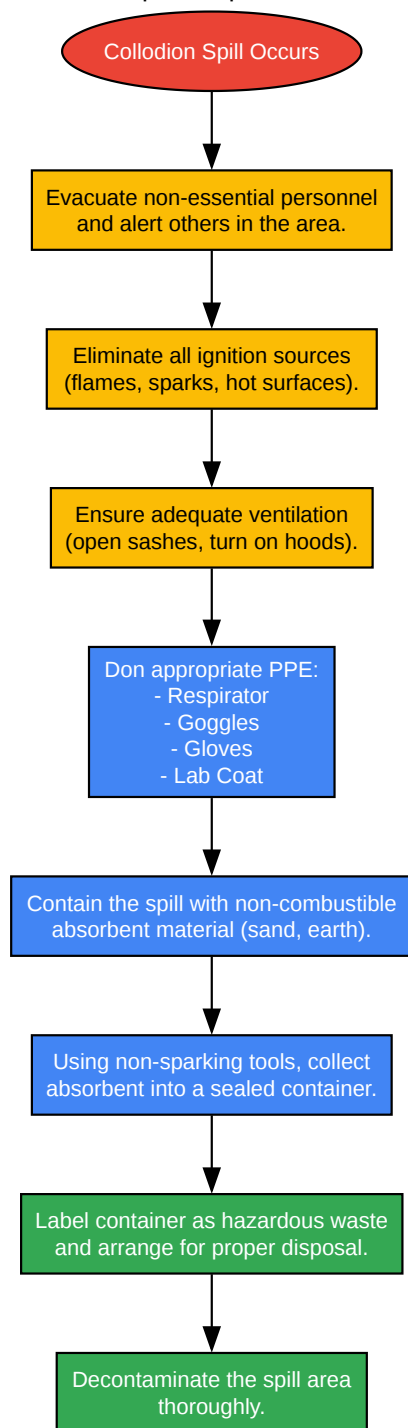 Collodion Spill Occurs
Evacuate non-essential personnel
and alert others in the area.
Eliminate all ignition sources
(flames, sparks, hot surfaces).
Ensure adequate ventilation
(open sashes, turn on hoods).
Don appropriate PPE:
- Respirator
- Goggles
- Gloves
- Lab Coat
Contain the spill with non-combustible
absorbent material (sand, earth).
Using non-sparking tools, collect
absorbent into a sealed container.
Label container as hazardous waste
and arrange for proper disposal.
Decontaminate the spill area
thoroughly.